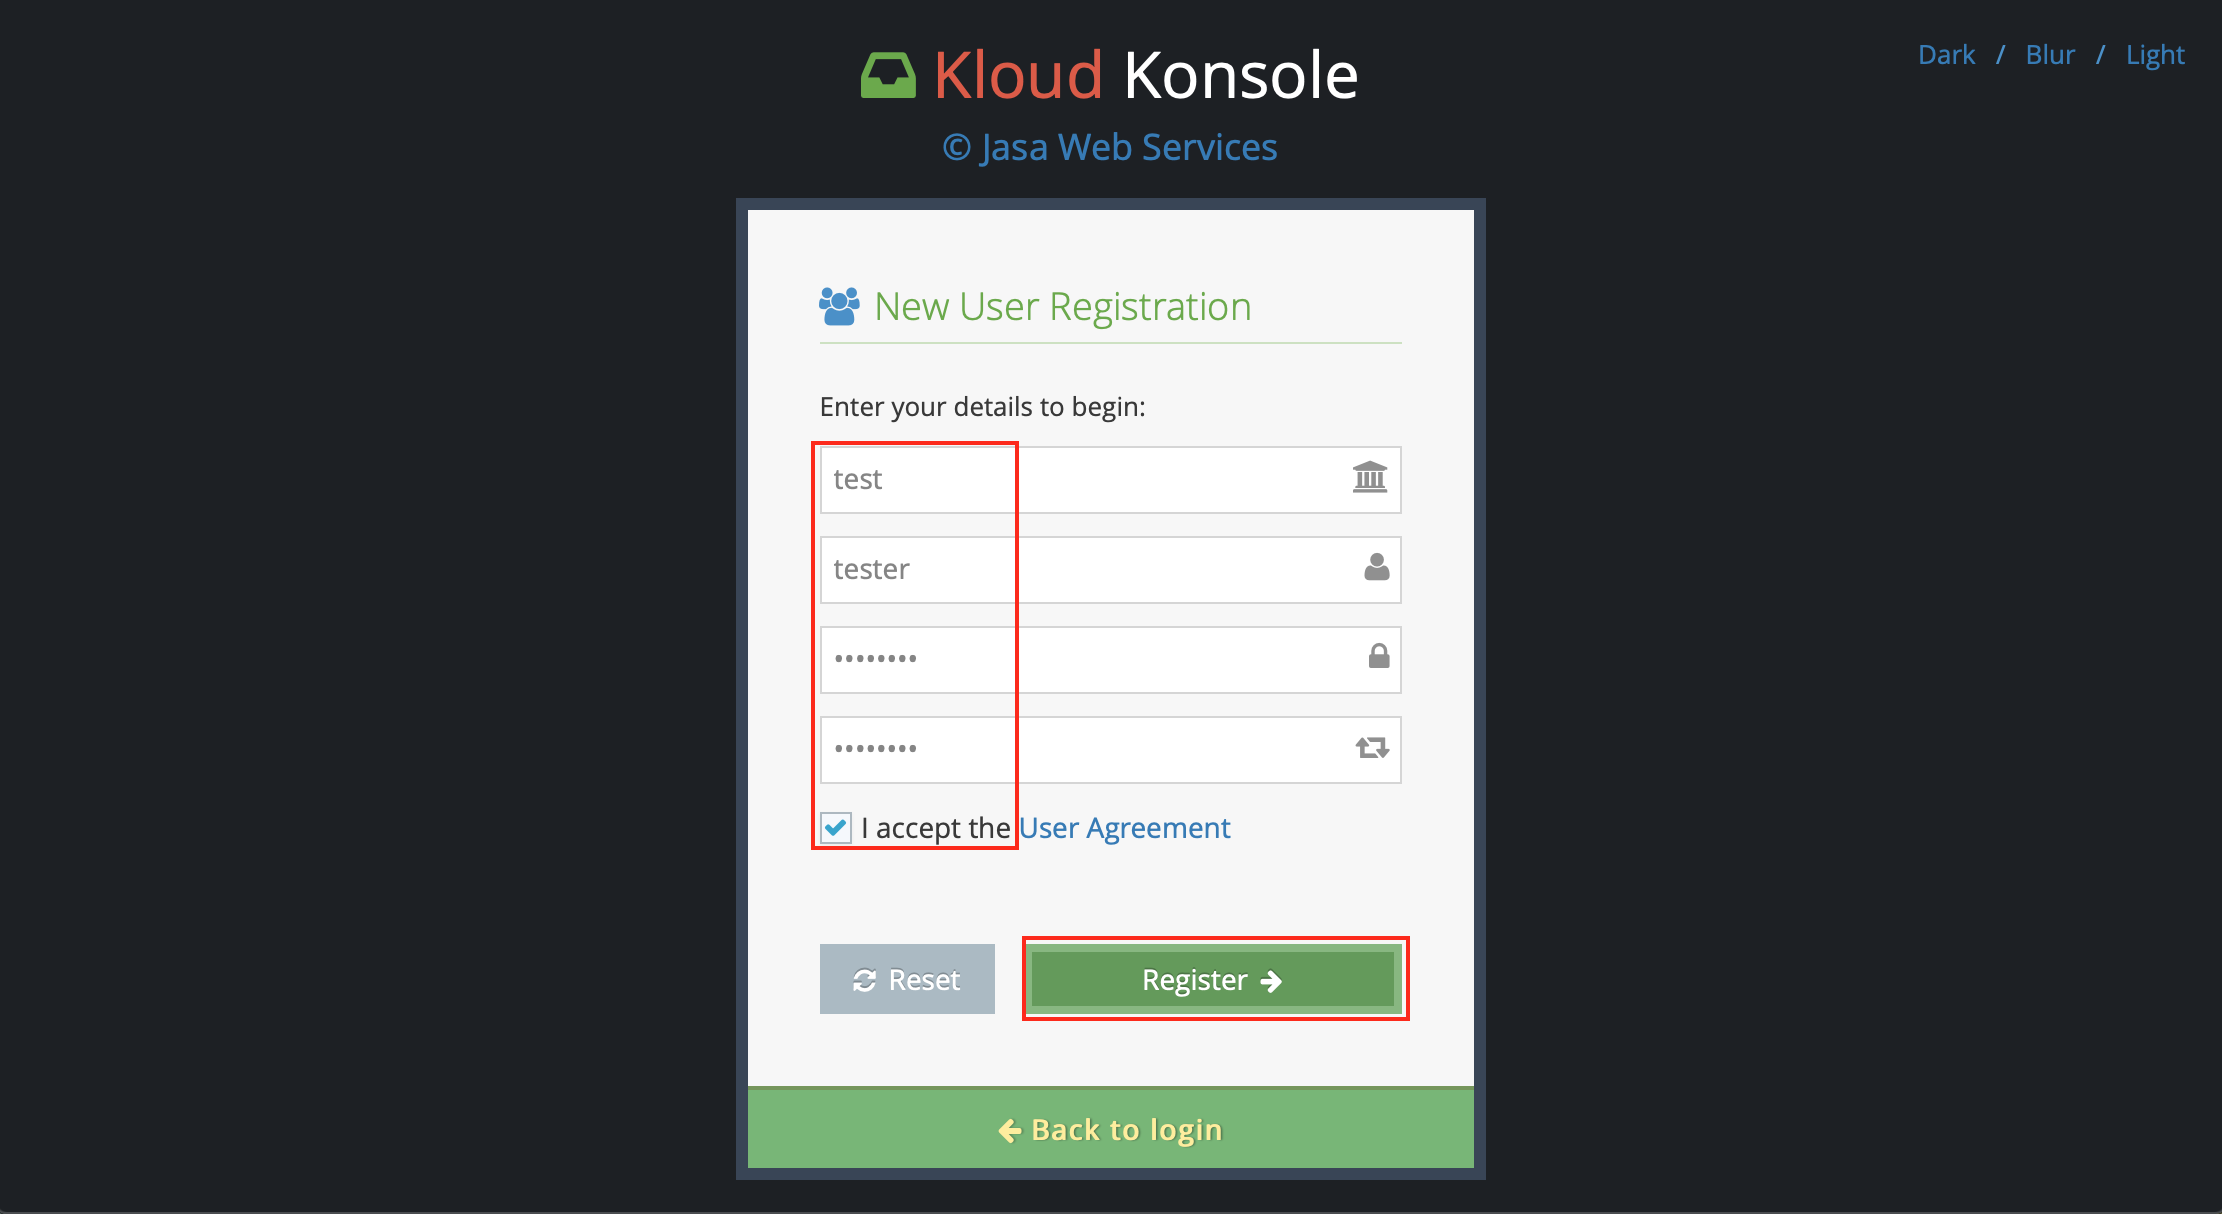 Kloud Konsole
Dark / Blur / Light
© Jasa Web Services
New User Registration
Enter your details to begin:
test
tester
••••••••
••••••••
I accept the User Agreement
Reset
Register
Back to login